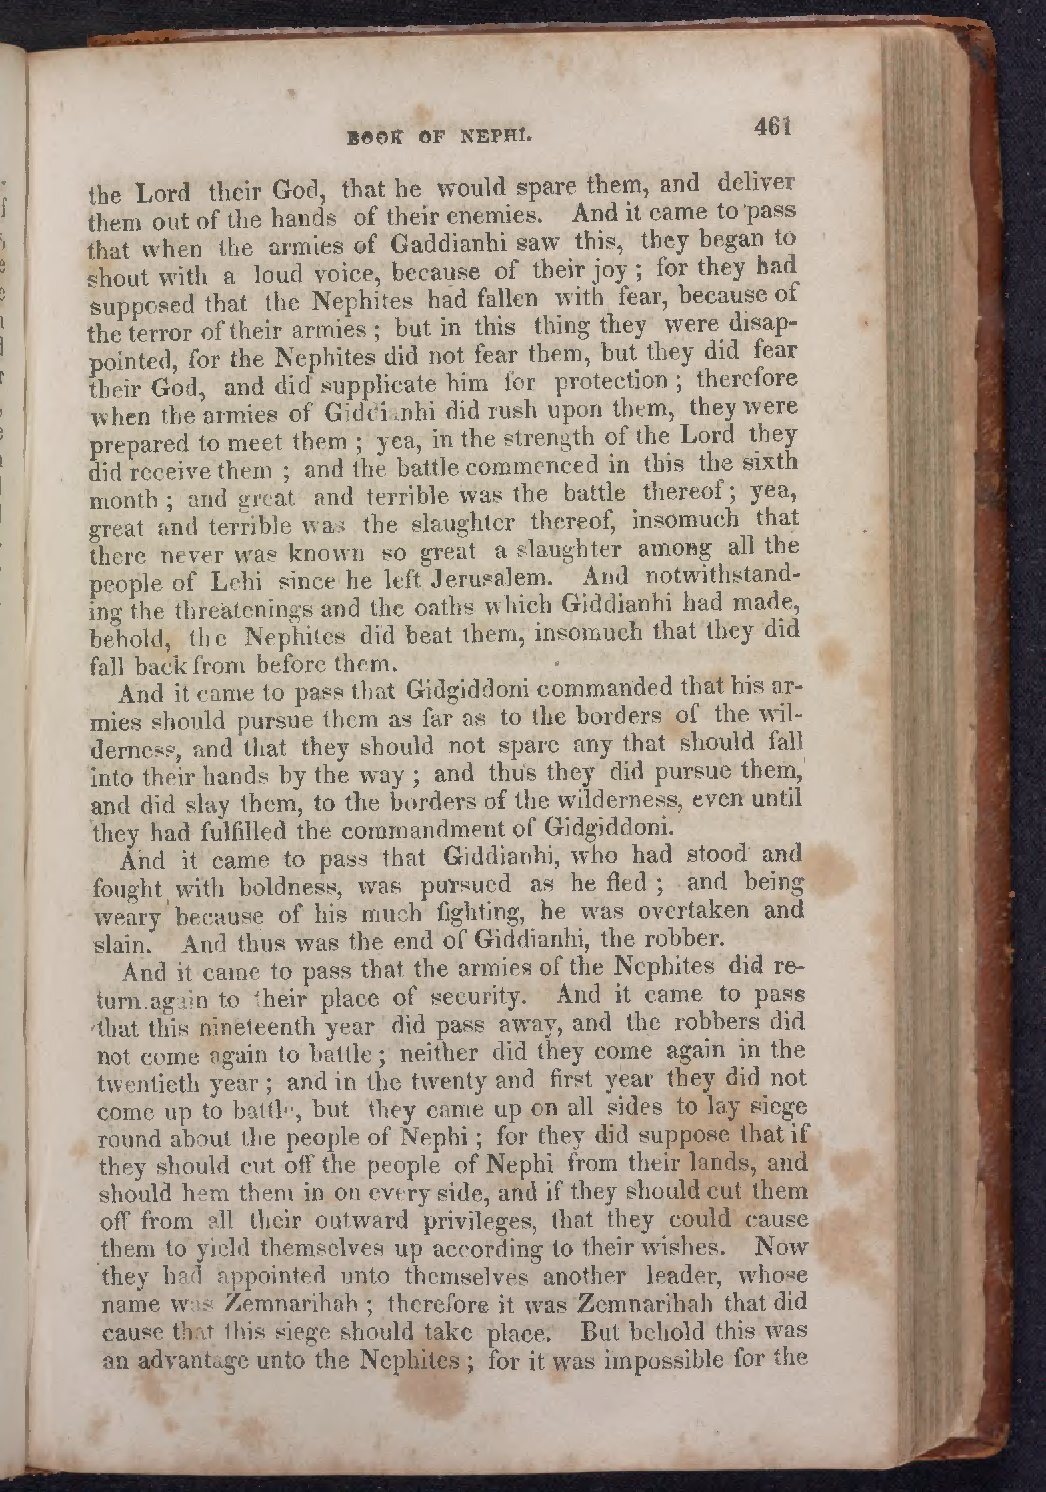 BOOK OF NEPHI. 461
the Lord their God, that he would spare them, and deliver
them out of the hands of their enemies. And it came to pass
that when the armies of Gaddianhi saw this, they began to
shout with a loud voice, because of their joy ; for they had
supposed that the Nephites had fallen with fear, because of
the terror of their armies ; but in this thing they were disap-
pointed, for the Nephites did not fear them, but they did fear
their God, and did supplicate him for protection ; therefore
when the armies of Giddianhi did rush upon them, they were
prepared to meet them ; yea, in the strength of the Lord they
did receive them ; and the battle commenced in this the sixth
month ; and great and terrible was the battle thereof ; yea,
great and terrible was the slaughter thereof, insomuch that
there never was known so great a slaughter among all the
people of Lehi since he left Jerusalem. And notwithstand-
ing the threatenings and the oaths which Giddianhi had made,
behold, the Nephites did beat them, insomuch that they did
fall back from before them.
And it came to pass that Gidgiddoni commanded that his ar-
mies should pursue them as far as to the borders of the wil-
derness, and that they should not spare any that should fall
into their hands by the way ; and thus they did pursue them,
and did slay them, to the borders of the wilderness, even until
they had fulfilled the commandment of Gidgiddoni.
And it came to pass that Giddianhi, who had stood and
fought with boldness, was pursued as he fled ; and being
weary because of his much fighting, he was overtaken and
slain. And thus was the end of Giddianhi, the robber.
And it came to pass that the armies of the Nephites did re-
turn again to their place of security. And it came to pass
that this nineteenth year did pass away, and the robbers did
not come again to battle ; neither did they come again in the
twentieth year ; and in the twenty and first year they did not
come up to battle, but they came up on all sides to lay siege
round about the people of Nephi ; for they did suppose that if
they should cut off the people of Nephi from their lands, and
should hem them in on every side, and if they should cut them
off from all their outward privileges, that they could cause
them to yield themselves up according to their wishes. Now
they had appointed unto themselves another leader, whose
name was Zemnarihah ; therefore it was Zemnarihah that did
cause that this siege should take place. But behold this was
an advantage unto the Nephites ; for it was impossible for the